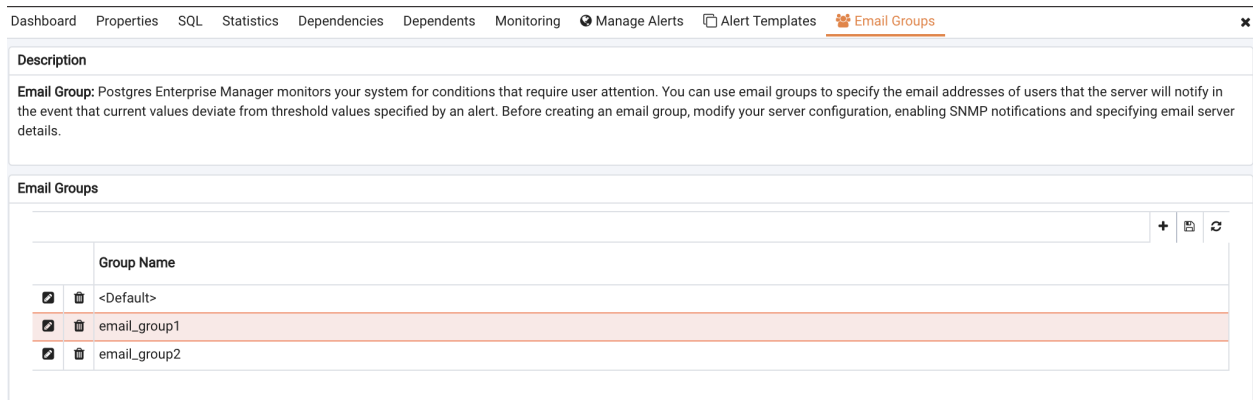 Dashboard Properties SQL Statistics Dependencies Dependents Monitoring Manage Alerts Alert Templates Email Groups
Description
Email Group: Postgres Enterprise Manager monitors your system for conditions that require user attention. You can use email groups to specify the email addresses of users that the server will notify in
the event that current values deviate from threshold values specified by an alert. Before creating an email group, modify your server configuration, enabling SNMP notifications and specifying email server
details.
Email Groups
Group Name
<Default>
email_group1
email_group2